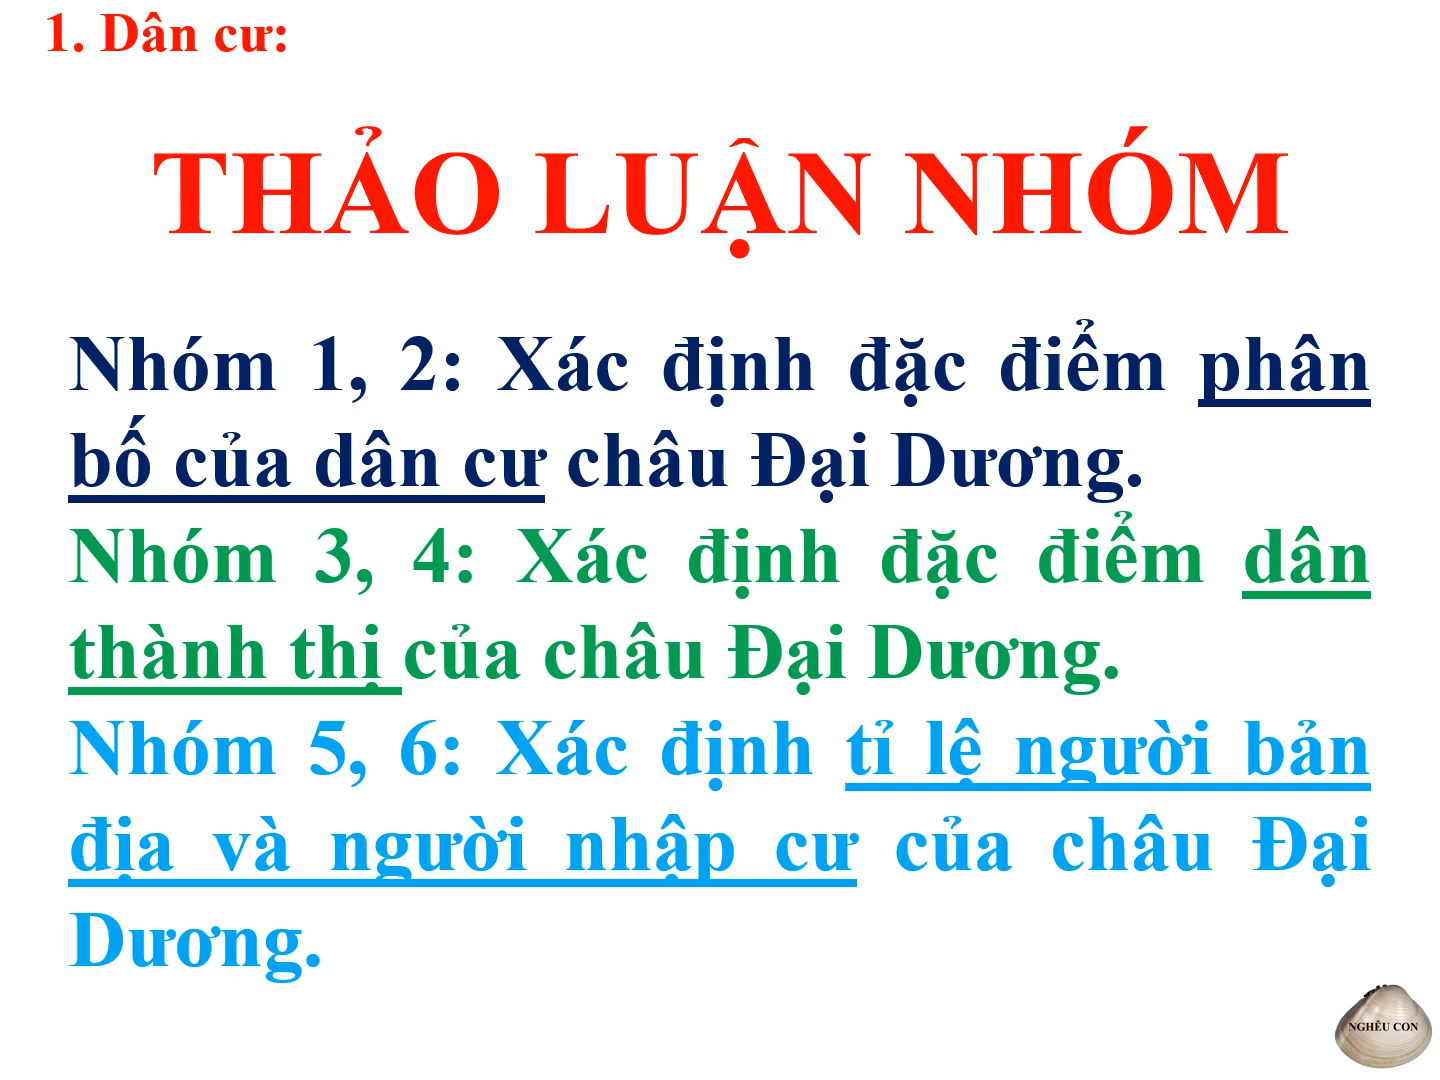 1. Dân cư:
THẢO LUẬN NHÓM
Nhóm 1, 2: Xác định đặc điểm phân
bố của dân cư châu Đại Dương.
Nhóm 3, 4: Xác định đặc điểm dân
thành thị của châu Đại Dương.
Nhóm 5, 6: Xác định tỉ lệ người bản
địa và người nhập cư của châu Đại
Dương.
NGHÊU CON